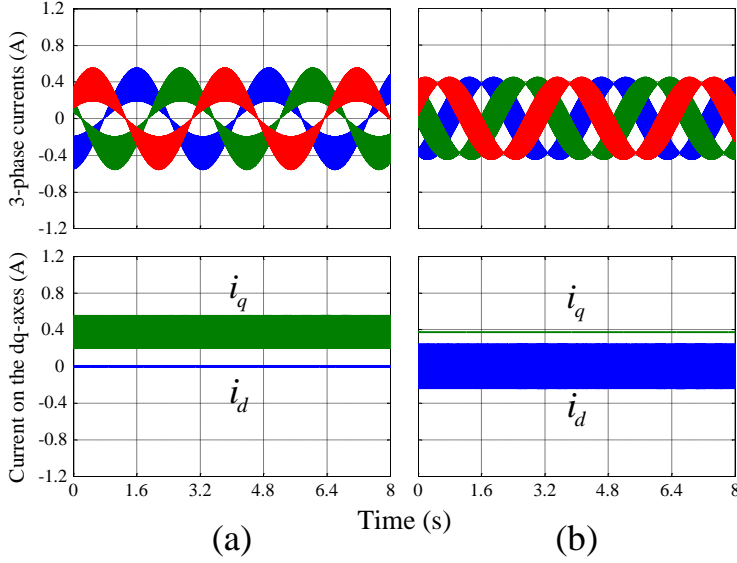 3-phase currents (A)
1.2
0.8
0.4
0
-0.4
-0.8
-1.2
Current on the dq-axes (A)
1.2
0.8
0.4
0
-0.4
-0.8
-1.2
i_q
i_d
i_q
i_d
0 1.6 3.2 4.8 6.4 8
0 1.6 3.2 4.8 6.4 8
Time (s)
(a) (b)